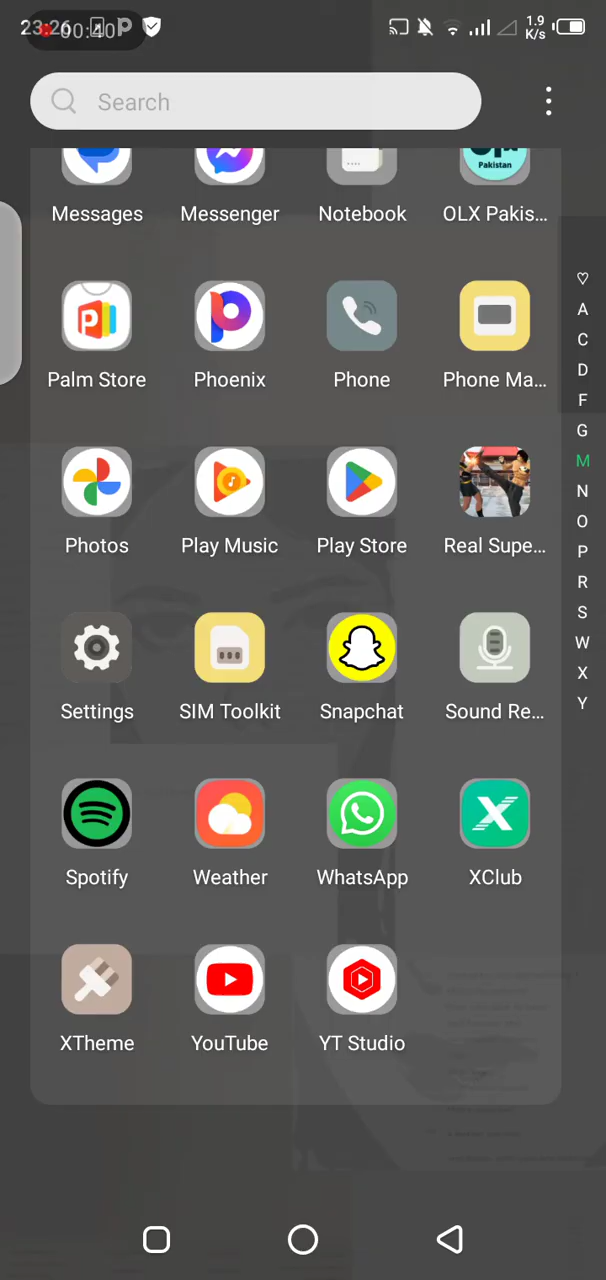 23:26
00:40
1.9
K/s
Search
Pakistan
Messages
Messenger
Notebook
OLX Pakis...
Palm Store
Phoenix
Phone
Phone Ma...
Photos
Play Music
Play Store
Real Supe...
Settings
SIM Toolkit
Snapchat
Sound Re...
Spotify
Weather
WhatsApp
XClub
XTheme
YouTube
YT Studio
♡
A
C
D
F
G
M
N
O
P
R
S
W
X
Y